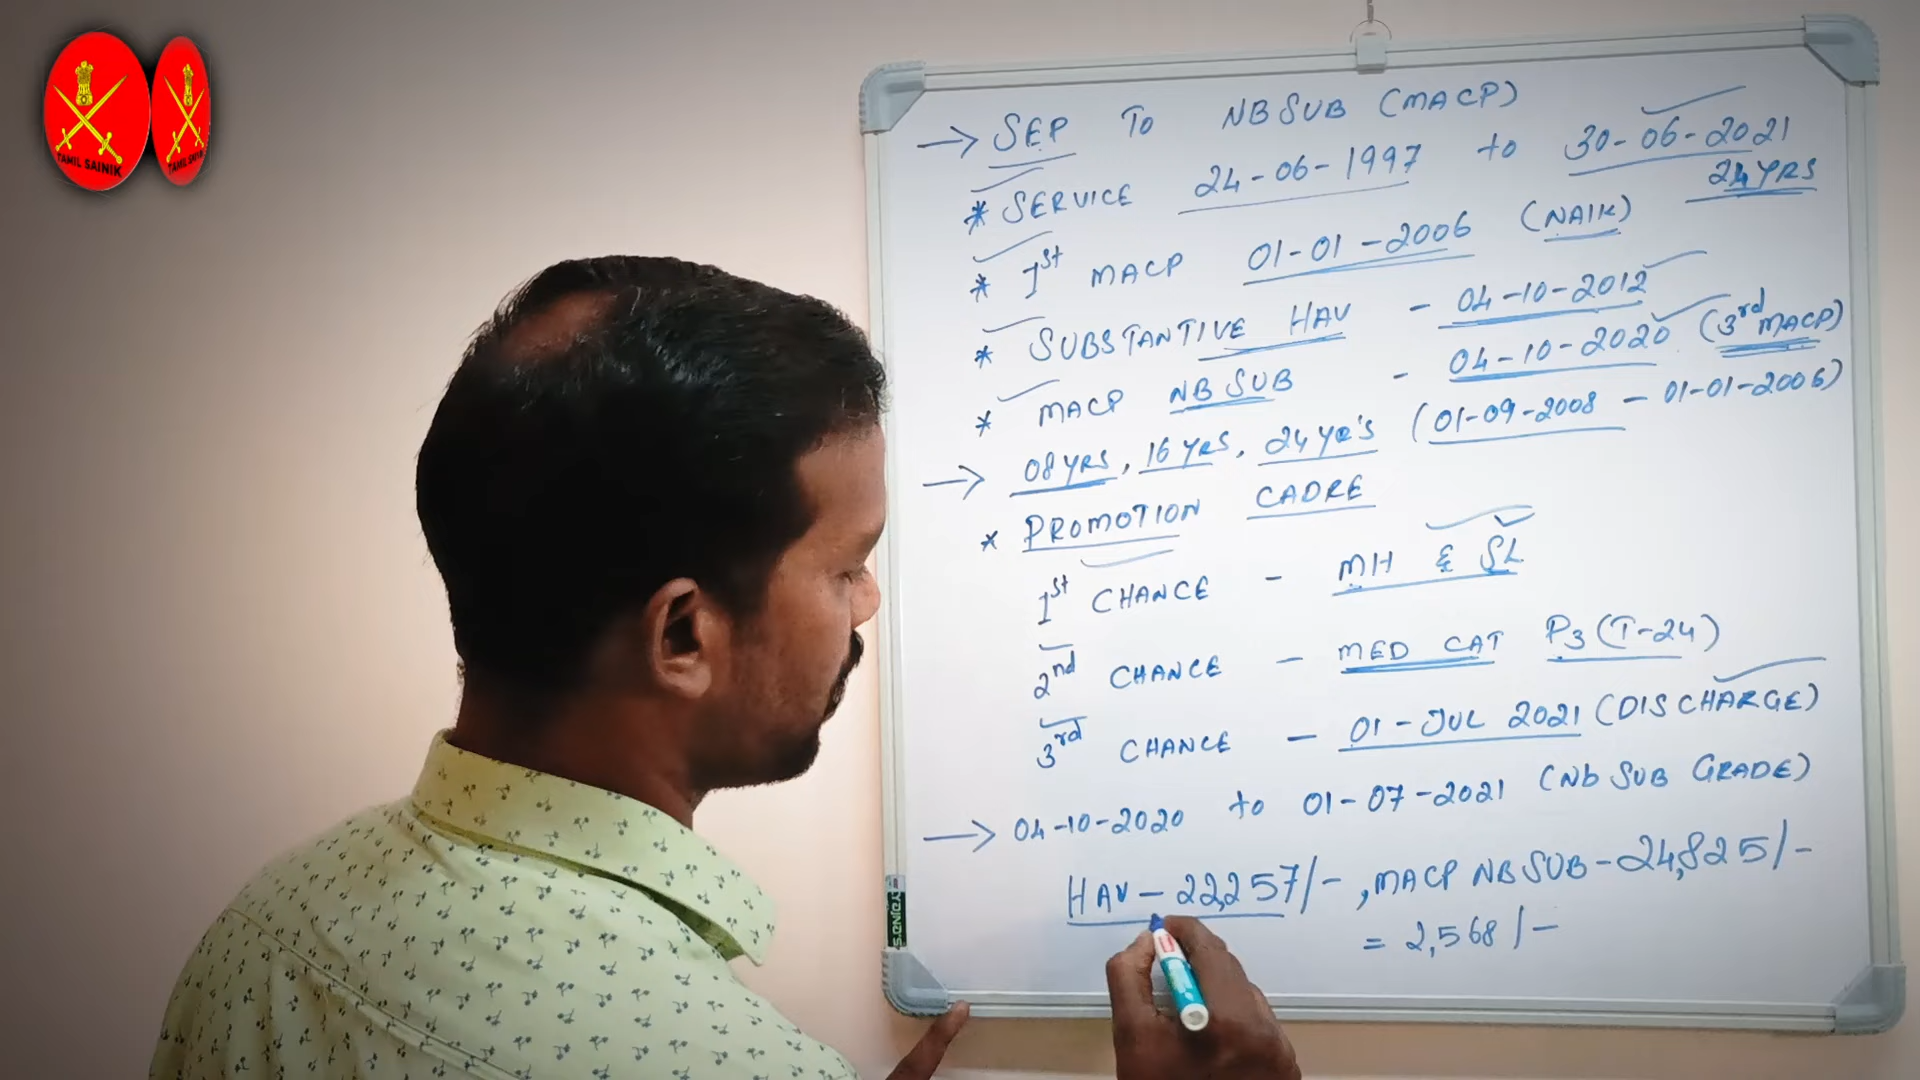 TAMIL SAINIK
→ SEP TO NB SUB (MACP)
* SERVICE 24-06-1997 to 30-06-2021
24 YRS
* 1st MACP 01-01-2006 (NAIK)
* SUBSTANTIVE HAV - 04-10-2012
* MACP NB SUB - 04-10-2020 (3rd MACP)
→ 08 YRS, 16 YRS, 24 YR'S (01-09-2008 - 01-01-2006)
* PROMOTION CADRE
1st CHANCE - MH & SL
2nd CHANCE - MED CAT P3 (T-24)
3rd CHANCE - 01-JUL 2021 (DISCHARGE)
→ 04-10-2020 to 01-07-2021 (Nb SUB GRADE)
HAV - 22,257/-, MACP NB SUB - 24,825/-
= 2,568/-